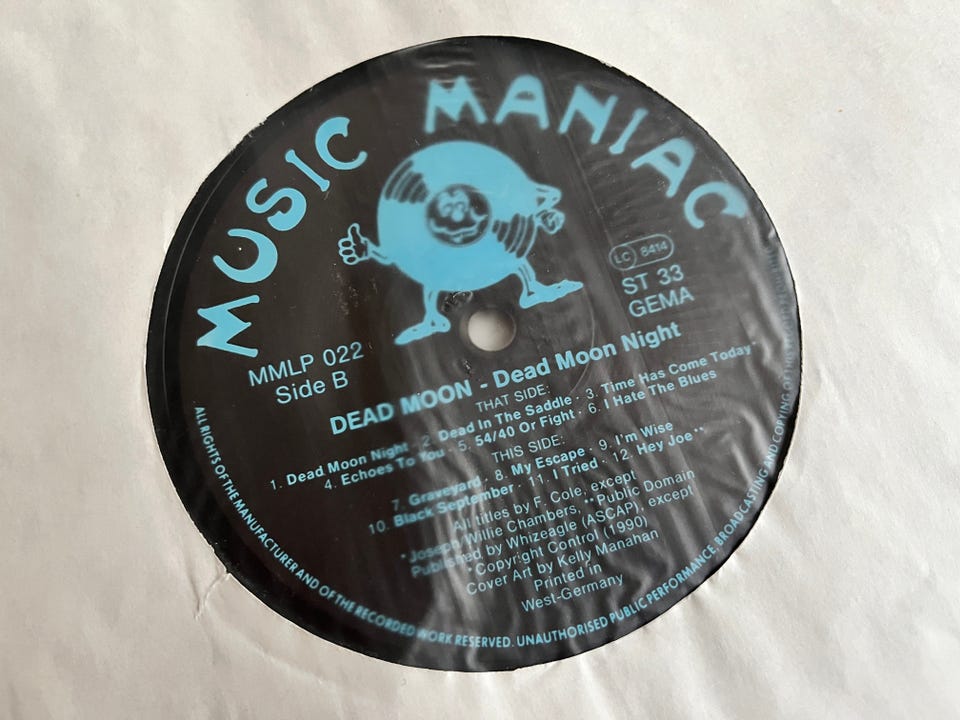 MUSIC MANIAC
LC 8414
ST 33
GEMA
MMLP 022
Side B
DEAD MOON - Dead Moon Night
THAT SIDE:
1. Dead Moon Night · 2. Dead In The Saddle · 3. Time Has Come Today*
4. Echoes To You · 5. 54/40 Or Fight · 6. I Hate The Blues
THIS SIDE:
7. Graveyard · 8. My Escape · 9. I'm Wise
10. Black September · 11. I Tried · 12. Hey Joe**
All titles by F. Cole, except
*Joseph/Willie Chambers, **Public Domain
Published by Whizeagle (ASCAP), except
*Copyright Control (1990)
Cover Art by Kelly Manahan
Printed in
West-Germany
ALL RIGHTS OF THE MANUFACTURER AND OF THE RECORDED WORK RESERVED. UNAUTHORISED PUBLIC PERFORMANCE, BROADCASTING AND COPYING OF THIS RECORD